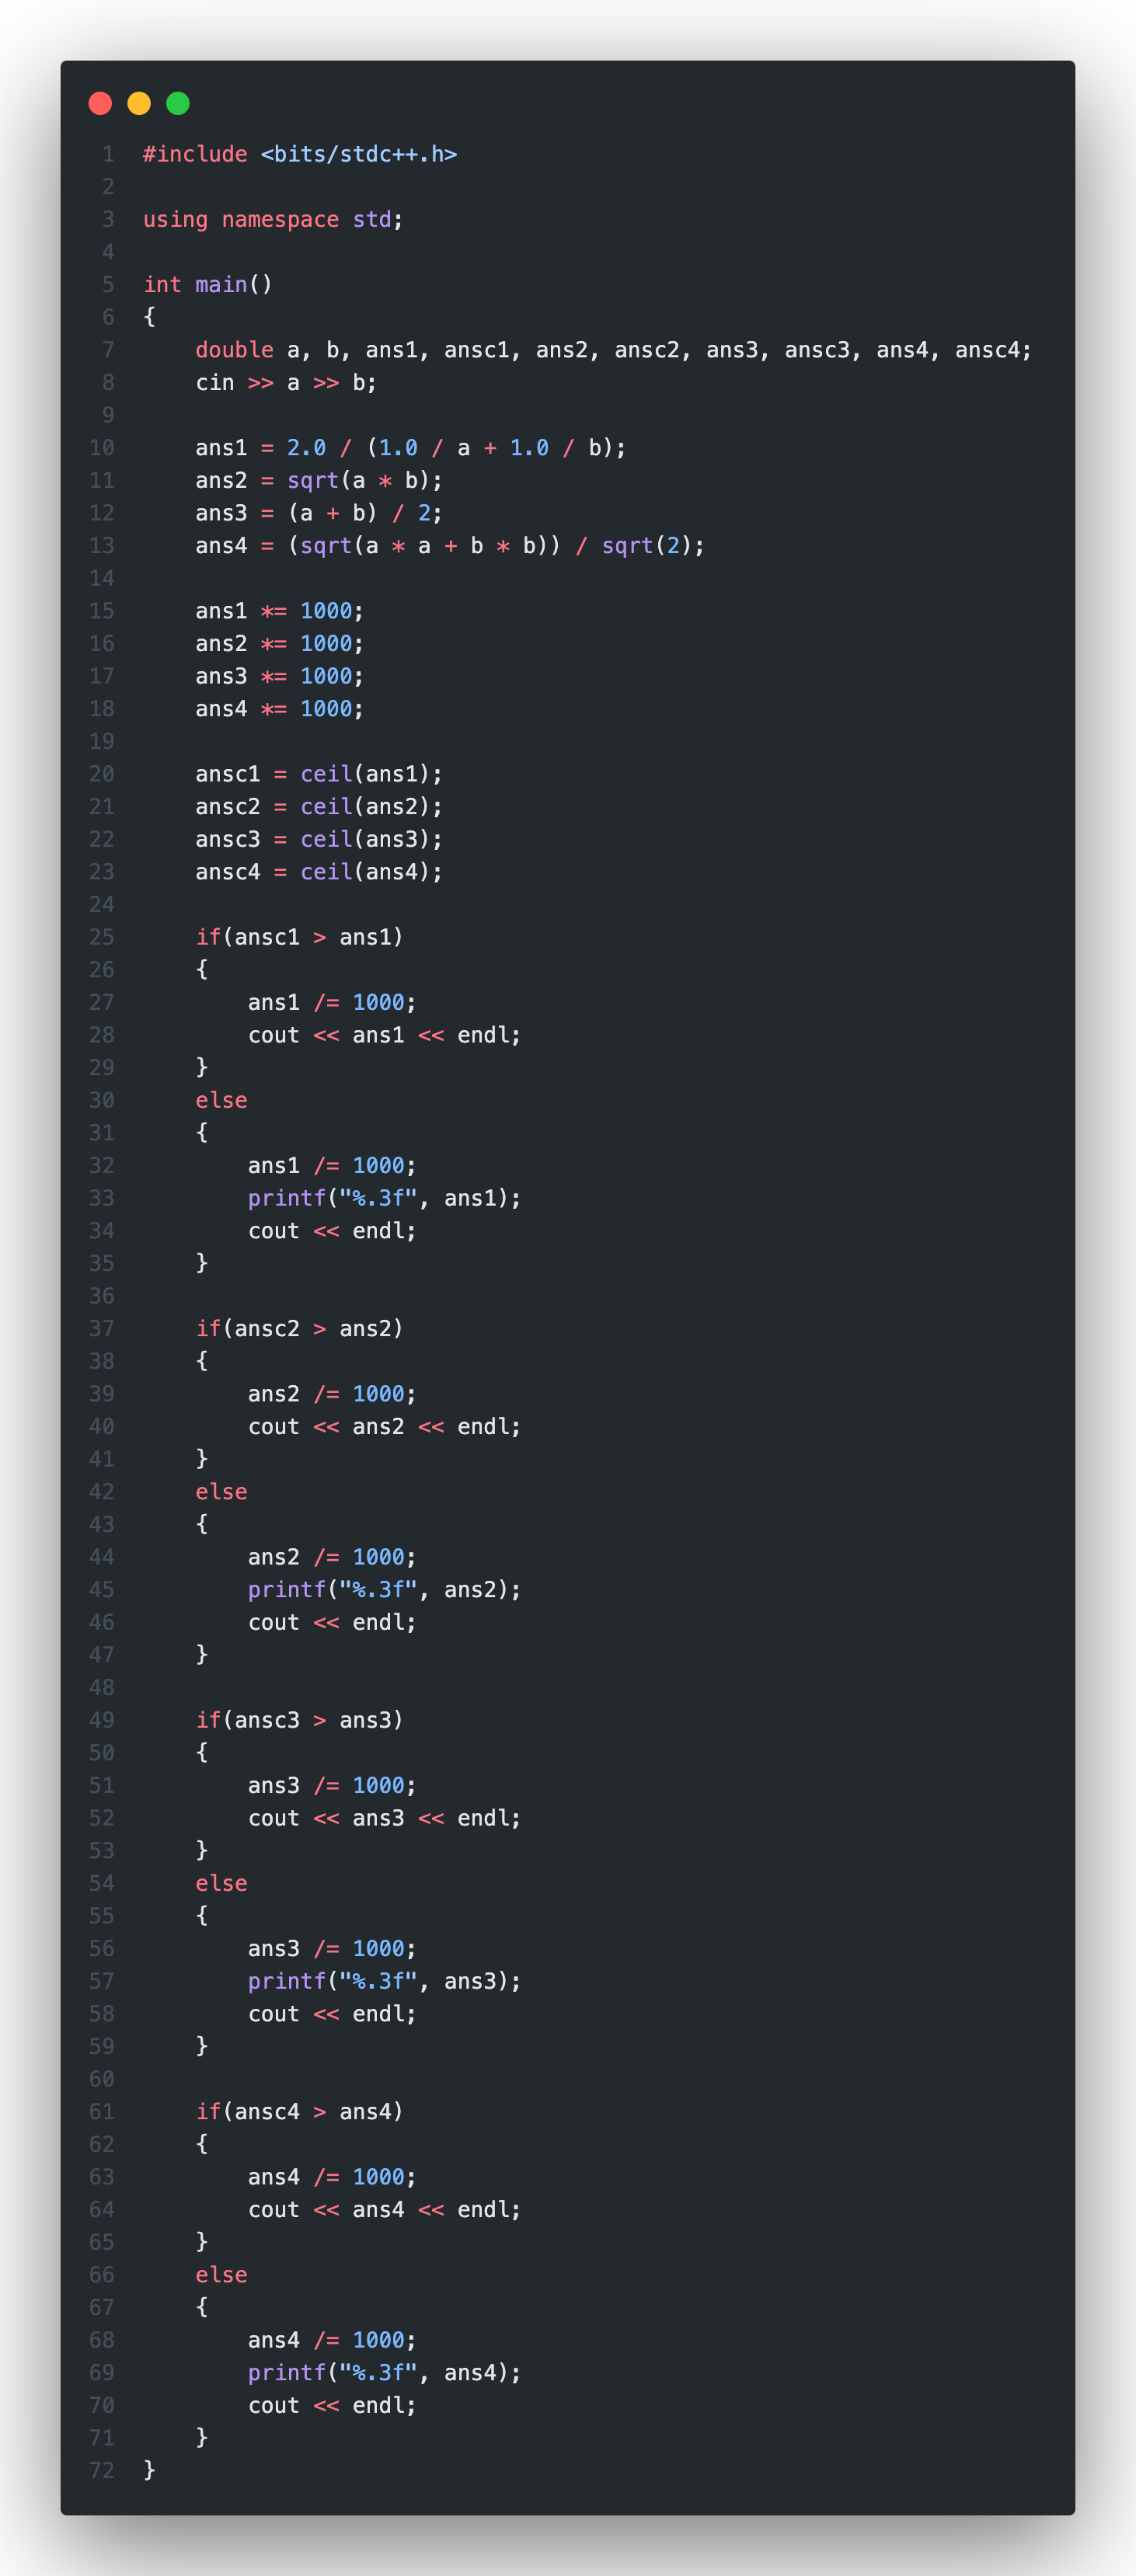 1 #include <bits/stdc++.h>
2
3 using namespace std;
4
5 int main()
6 {
7     double a, b, ans1, ansc1, ans2, ansc2, ans3, ansc3, ans4, ansc4;
8     cin >> a >> b;
9
10     ans1 = 2.0 / (1.0 / a + 1.0 / b);
11     ans2 = sqrt(a * b);
12     ans3 = (a + b) / 2;
13     ans4 = (sqrt(a * a + b * b)) / sqrt(2);
14
15     ans1 *= 1000;
16     ans2 *= 1000;
17     ans3 *= 1000;
18     ans4 *= 1000;
19
20     ansc1 = ceil(ans1);
21     ansc2 = ceil(ans2);
22     ansc3 = ceil(ans3);
23     ansc4 = ceil(ans4);
24
25     if(ansc1 > ans1)
26     {
27         ans1 /= 1000;
28         cout << ans1 << endl;
29     }
30     else
31     {
32         ans1 /= 1000;
33         printf("%.3f", ans1);
34         cout << endl;
35     }
36
37     if(ansc2 > ans2)
38     {
39         ans2 /= 1000;
40         cout << ans2 << endl;
41     }
42     else
43     {
44         ans2 /= 1000;
45         printf("%.3f", ans2);
46         cout << endl;
47     }
48
49     if(ansc3 > ans3)
50     {
51         ans3 /= 1000;
52         cout << ans3 << endl;
53     }
54     else
55     {
56         ans3 /= 1000;
57         printf("%.3f", ans3);
58         cout << endl;
59     }
60
61     if(ansc4 > ans4)
62     {
63         ans4 /= 1000;
64         cout << ans4 << endl;
65     }
66     else
67     {
68         ans4 /= 1000;
69         printf("%.3f", ans4);
70         cout << endl;
71     }
72 }